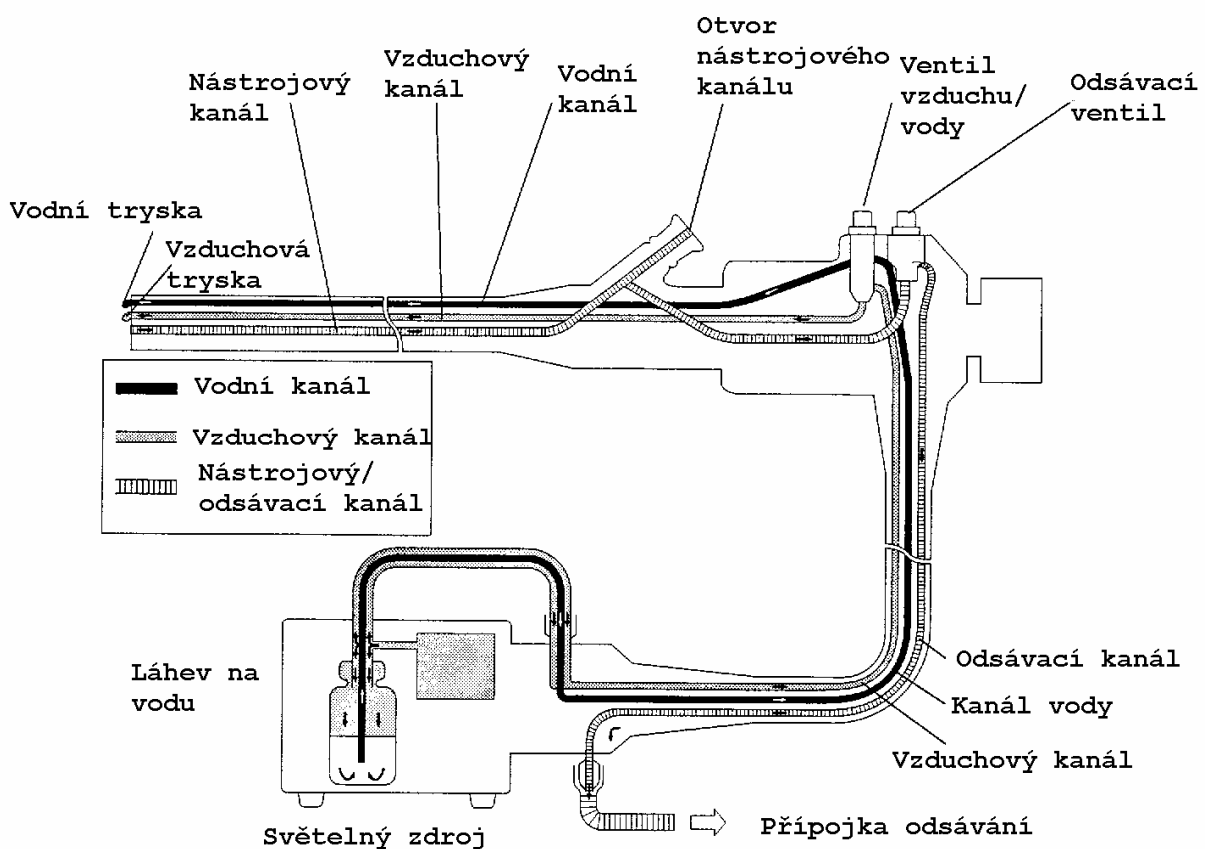 Otvor
nástrojového
kanálu
Vzduchový
kanál
Nástrojový
kanál
Vodní
kanál
Ventil
vzduchu/
vody
Odsávací
ventil
Vodní tryska
Vzduchová
tryska
Vodní kanál
Vzduchový kanál
Nástrojový/
odsávací kanál
Láhev na
vodu
Odsávací kanál
Kanál vody
Vzduchový kanál
Světelný zdroj
Přípojka odsávání